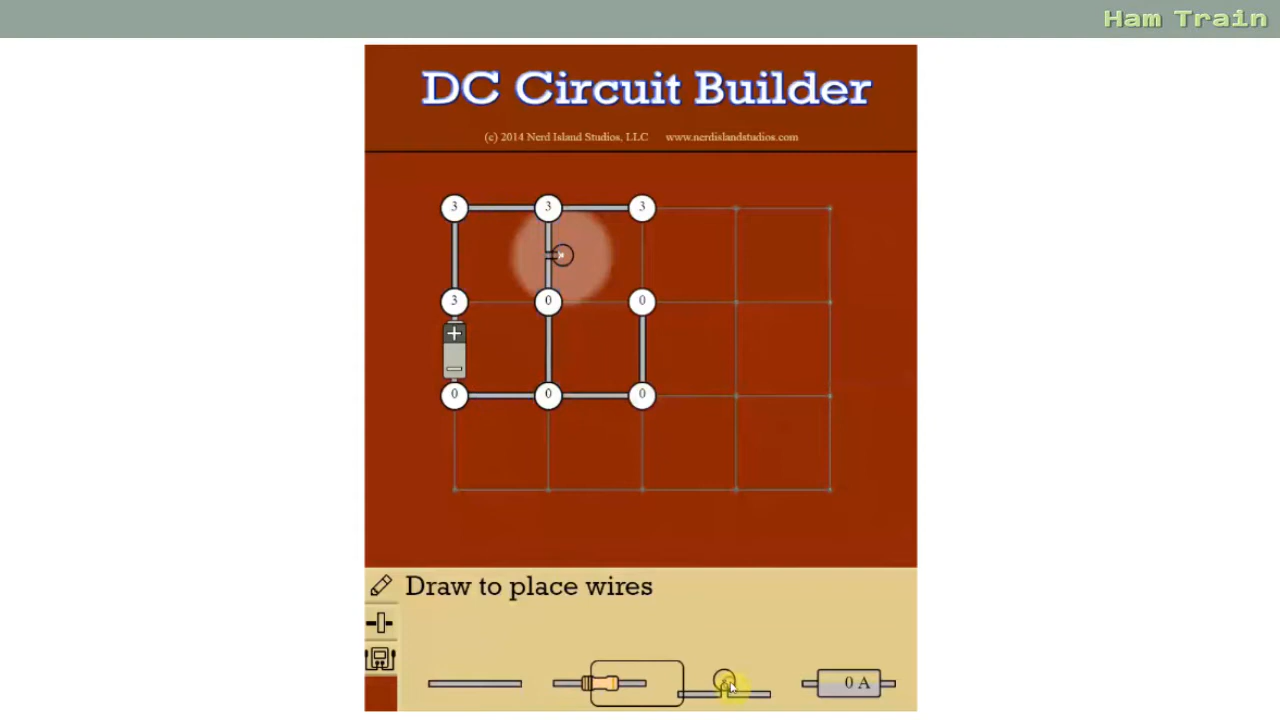 Ham Train
DC Circuit Builder
(c) 2014 Nerd Island Studios, LLC www.nerdislandstudios.com
3 3 3
3 0 0
+
0 0 0
Draw to place wires
0 A